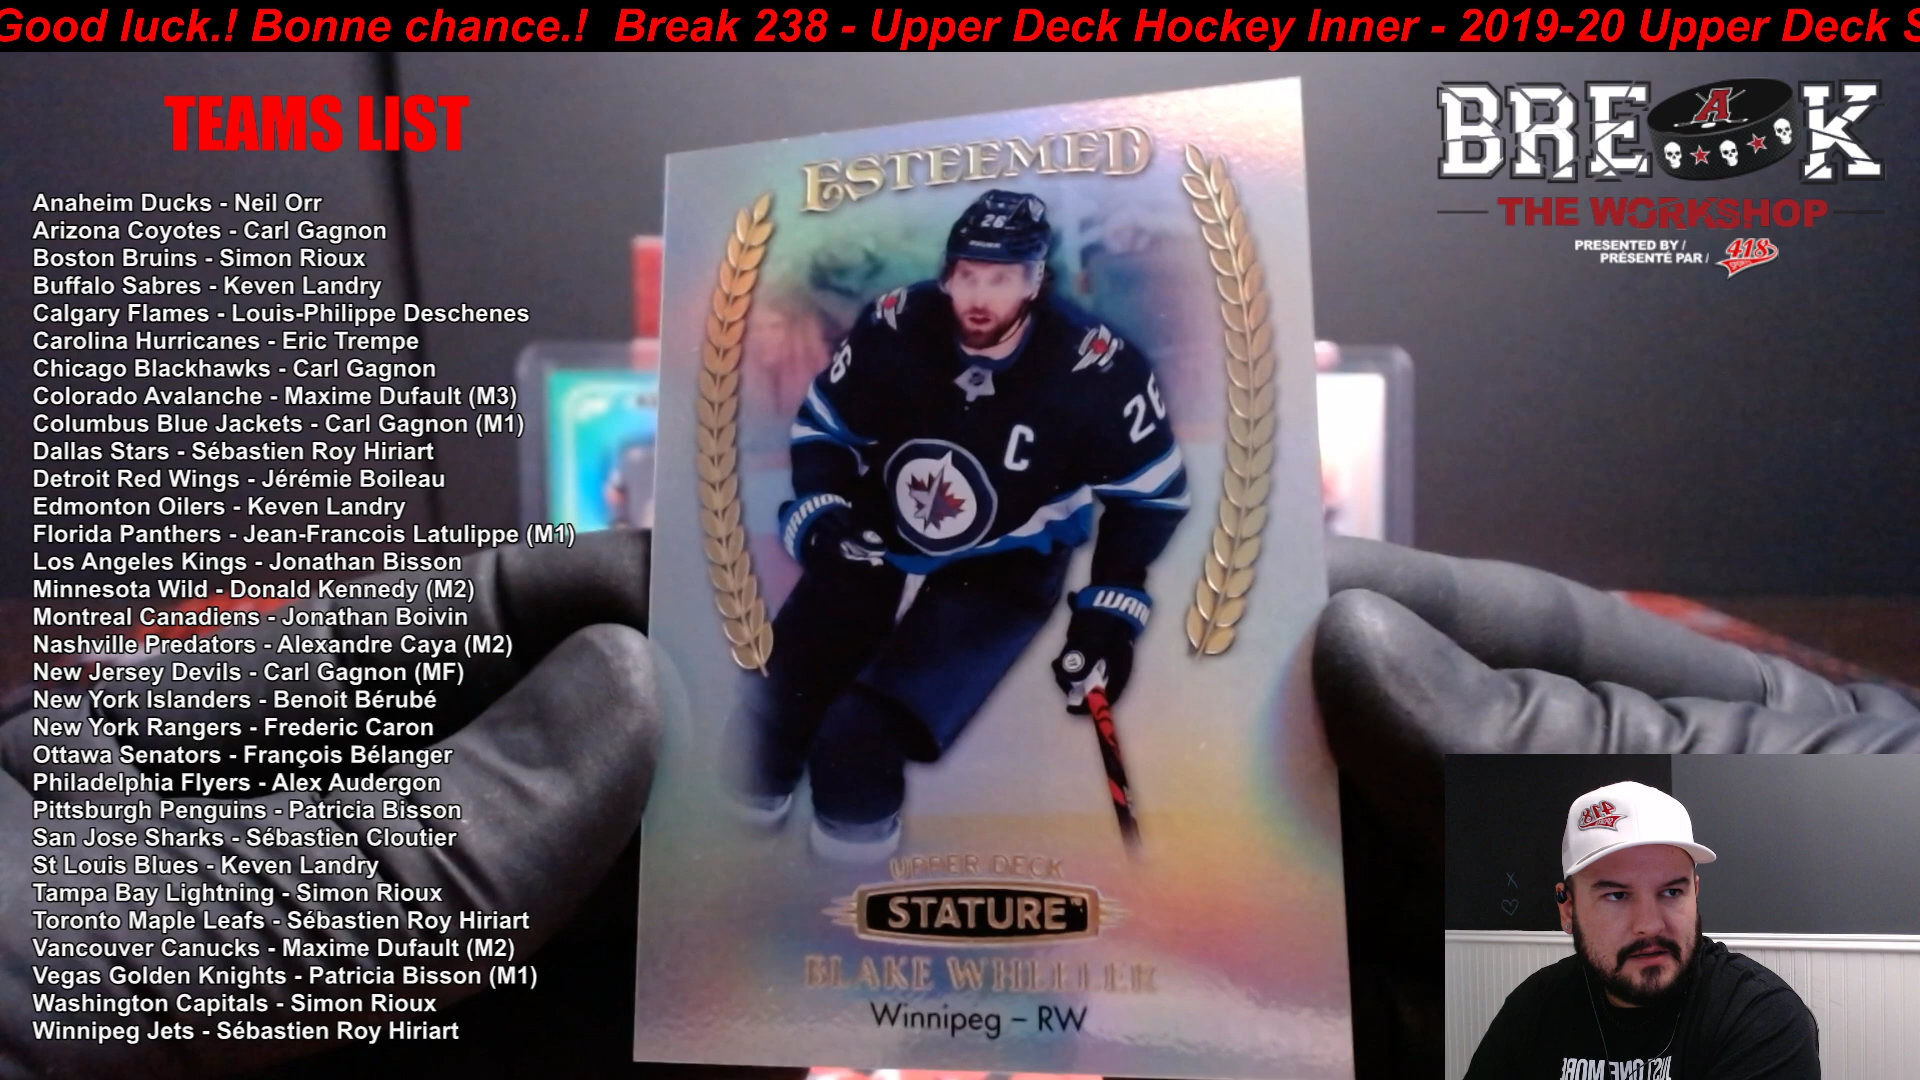 Good luck.! Bonne chance.! Break 238 - Upper Deck Hockey Inner - 2019-20 Upper Deck S
TEAMS LIST
Anaheim Ducks - Neil Orr
Arizona Coyotes - Carl Gagnon
Boston Bruins - Simon Rioux
Buffalo Sabres - Keven Landry
Calgary Flames - Louis-Philippe Deschenes
Carolina Hurricanes - Eric Trempe
Chicago Blackhawks - Carl Gagnon
Colorado Avalanche - Maxime Dufault (M3)
Columbus Blue Jackets - Carl Gagnon (M1)
Dallas Stars - Sébastien Roy Hiriart
Detroit Red Wings - Jérémie Boileau
Edmonton Oilers - Keven Landry
Florida Panthers - Jean-Francois Latulippe (M1)
Los Angeles Kings - Jonathan Bisson
Minnesota Wild - Donald Kennedy (M2)
Montreal Canadiens - Jonathan Boivin
Nashville Predators - Alexandre Caya (M2)
New Jersey Devils - Carl Gagnon (MF)
New York Islanders - Benoit Bérubé
New York Rangers - Frederic Caron
Ottawa Senators - François Bélanger
Philadelphia Flyers - Alex Audergon
Pittsburgh Penguins - Patricia Bisson
San Jose Sharks - Sébastien Cloutier
St Louis Blues - Keven Landry
Tampa Bay Lightning - Simon Rioux
Toronto Maple Leafs - Sébastien Roy Hiriart
Vancouver Canucks - Maxime Dufault (M2)
Vegas Golden Knights - Patricia Bisson (M1)
Washington Capitals - Simon Rioux
Winnipeg Jets - Sébastien Roy Hiriart
ESTEEMED
26
26
C
26
WARRIOR
UPPER DECK
STATURE™
BLAKE WHEELER
Winnipeg – RW
BREAK
A
THE WORKSHOP
PRESENTED BY /
PRÉSENTÉ PAR /
418
JUST ONE MORE